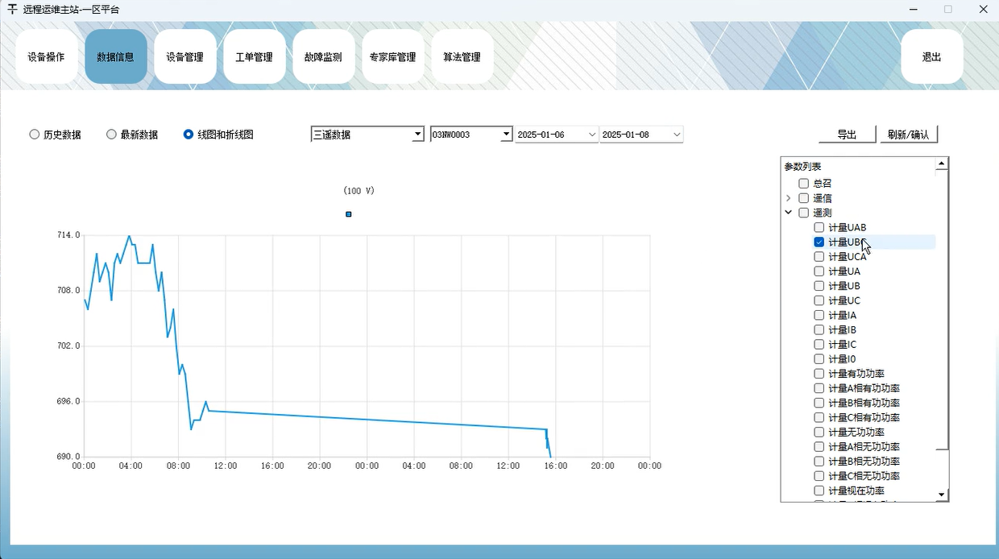 远程运维主站-一区平台
设备操作
数据信息
设备管理
工单管理
故障监测
专家库管理
算法管理
退出
历史数据
最新数据
线图和折线图
三遥数据
03NW0003
2025-01-06
2025-01-08
导出
刷新/确认
(100 V)
714.0
708.0
702.0
696.0
690.0
00:00 04:00 08:00 12:00 16:00 20:00 00:00 04:00 08:00 12:00 16:00 20:00 00:00
参数列表
总召
遥信
遥测
计量UAB
计量UBC
计量UCA
计量UA
计量UB
计量UC
计量IA
计量IB
计量IC
计量I0
计量有功功率
计量A相有功功率
计量B相有功功率
计量C相有功功率
计量无功功率
计量A相无功功率
计量B相无功功率
计量C相无功功率
计量视在功率